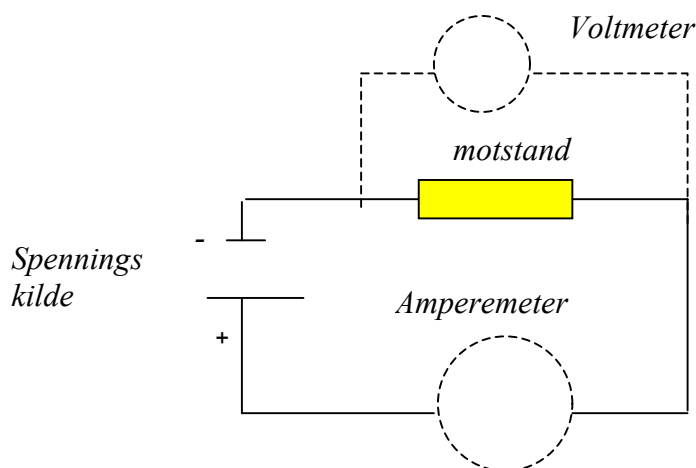 Voltmeter
motstand
-
Spennings
kilde
Amperemeter
+